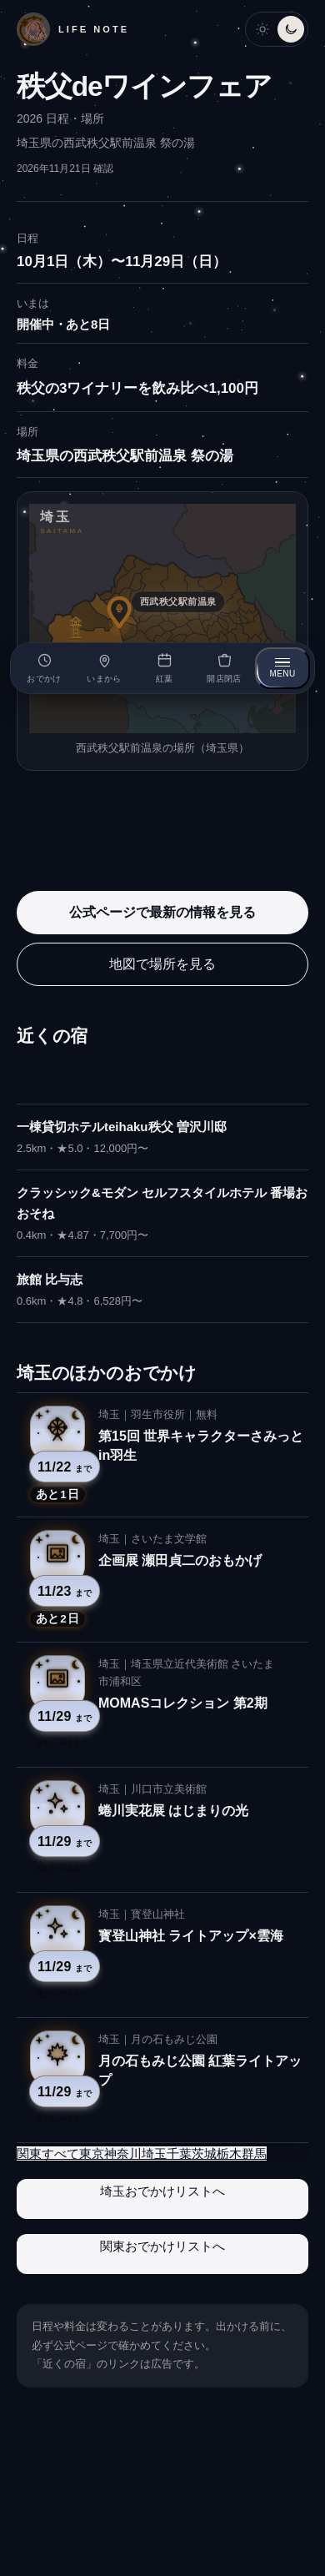 LIFE NOTE
秩父deワインフェア
2026 日程・場所
埼玉県の西武秩父駅前温泉 祭の湯
2026年11月21日 確認
日程
10月1日（木）〜11月29日（日）
いまは
開催中・あと8日
料金
秩父の3ワイナリーを飲み比べ1,100円
場所
埼玉県の西武秩父駅前温泉 祭の湯
埼玉
SAITAMA
西武秩父駅前温泉
おでかけ
いまから
紅葉
開店閉店
MENU
西武秩父駅前温泉の場所（埼玉県）
公式ページで最新の情報を見る
地図で場所を見る
近くの宿
一棟貸切ホテルteihaku秩父 曽沢川邸
2.5km・★5.0・12,000円〜
クラッシック&モダン セルフスタイルホテル 番場お
おそね
0.4km・★4.87・7,700円〜
旅館 比与志
0.6km・★4.8・6,528円〜
埼玉のほかのおでかけ
埼玉｜羽生市役所｜無料
第15回 世界キャラクターさみっと
in羽生
11/22 まで
あと1日
埼玉｜さいたま文学館
企画展 瀬田貞二のおもかげ
11/23 まで
あと2日
埼玉｜埼玉県立近代美術館 さいたま
市浦和区
MOMASコレクション 第2期
11/29 まで
埼玉｜川口市立美術館
蜷川実花展 はじまりの光
11/29 まで
埼玉｜寳登山神社
寳登山神社 ライトアップ×雲海
11/29 まで
埼玉｜月の石もみじ公園
月の石もみじ公園 紅葉ライトアッ
プ
11/29 まで
関東すべて東京神奈川埼玉千葉茨城栃木群馬
埼玉おでかけリストへ
関東おでかけリストへ
日程や料金は変わることがあります。出かける前に、
必ず公式ページで確かめてください。
「近くの宿」のリンクは広告です。